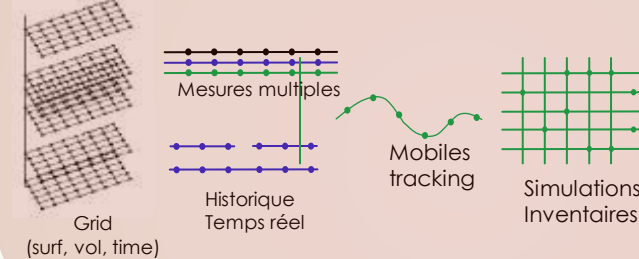 Grid
(surf, vol, time)
Mesures multiples
Historique
Temps réel
Mobiles
tracking
Simulations
Inventaires